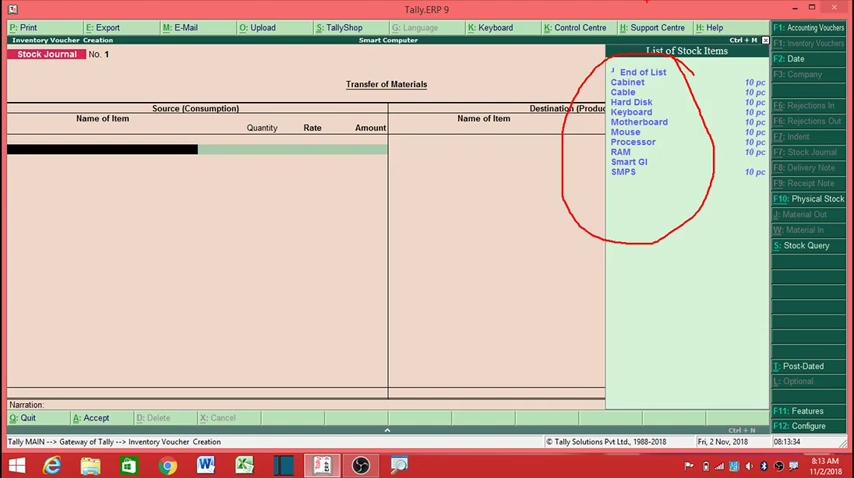 Tally.ERP 9
P: Print E: Export M: E-Mail O: Upload S: TallyShop G: Language K: Keyboard K: Control Centre H: Support Centre H: Help
Inventory Voucher Creation Smart Computer Ctrl + M
Stock Journal No. 1
List of Stock Items
Transfer of Materials
Source (Consumption) Destination (Produc
Name of Item Quantity Rate Amount Name of Item
End of List
Cabinet 10 pc
Cable 10 pc
Hard Disk 10 pc
Keyboard 10 pc
Motherboard 10 pc
Mouse 10 pc
Processor 10 pc
RAM 10 pc
Smart GI
SMPS 10 pc
Narration:
Q: Quit A: Accept D: Delete X: Cancel
Ctrl + N
Tally MAIN --> Gateway of Tally --> Inventory Voucher Creation © Tally Solutions Pvt Ltd., 1988-2018 Fri, 2 Nov, 2018 08:13:34
F1: Accounting Vouchers
F1: Inventory Vouchers
F2: Date
F3: Company
F6: Rejections In
F6: Rejections Out
F7: Indent
F7: Stock Journal
F8: Delivery Note
F9: Receipt Note
F10: Physical Stock
J: Material Out
W: Material In
S: Stock Query
T: Post-Dated
L: Optional
F11: Features
F12: Configure
8:13 AM
11/2/2018